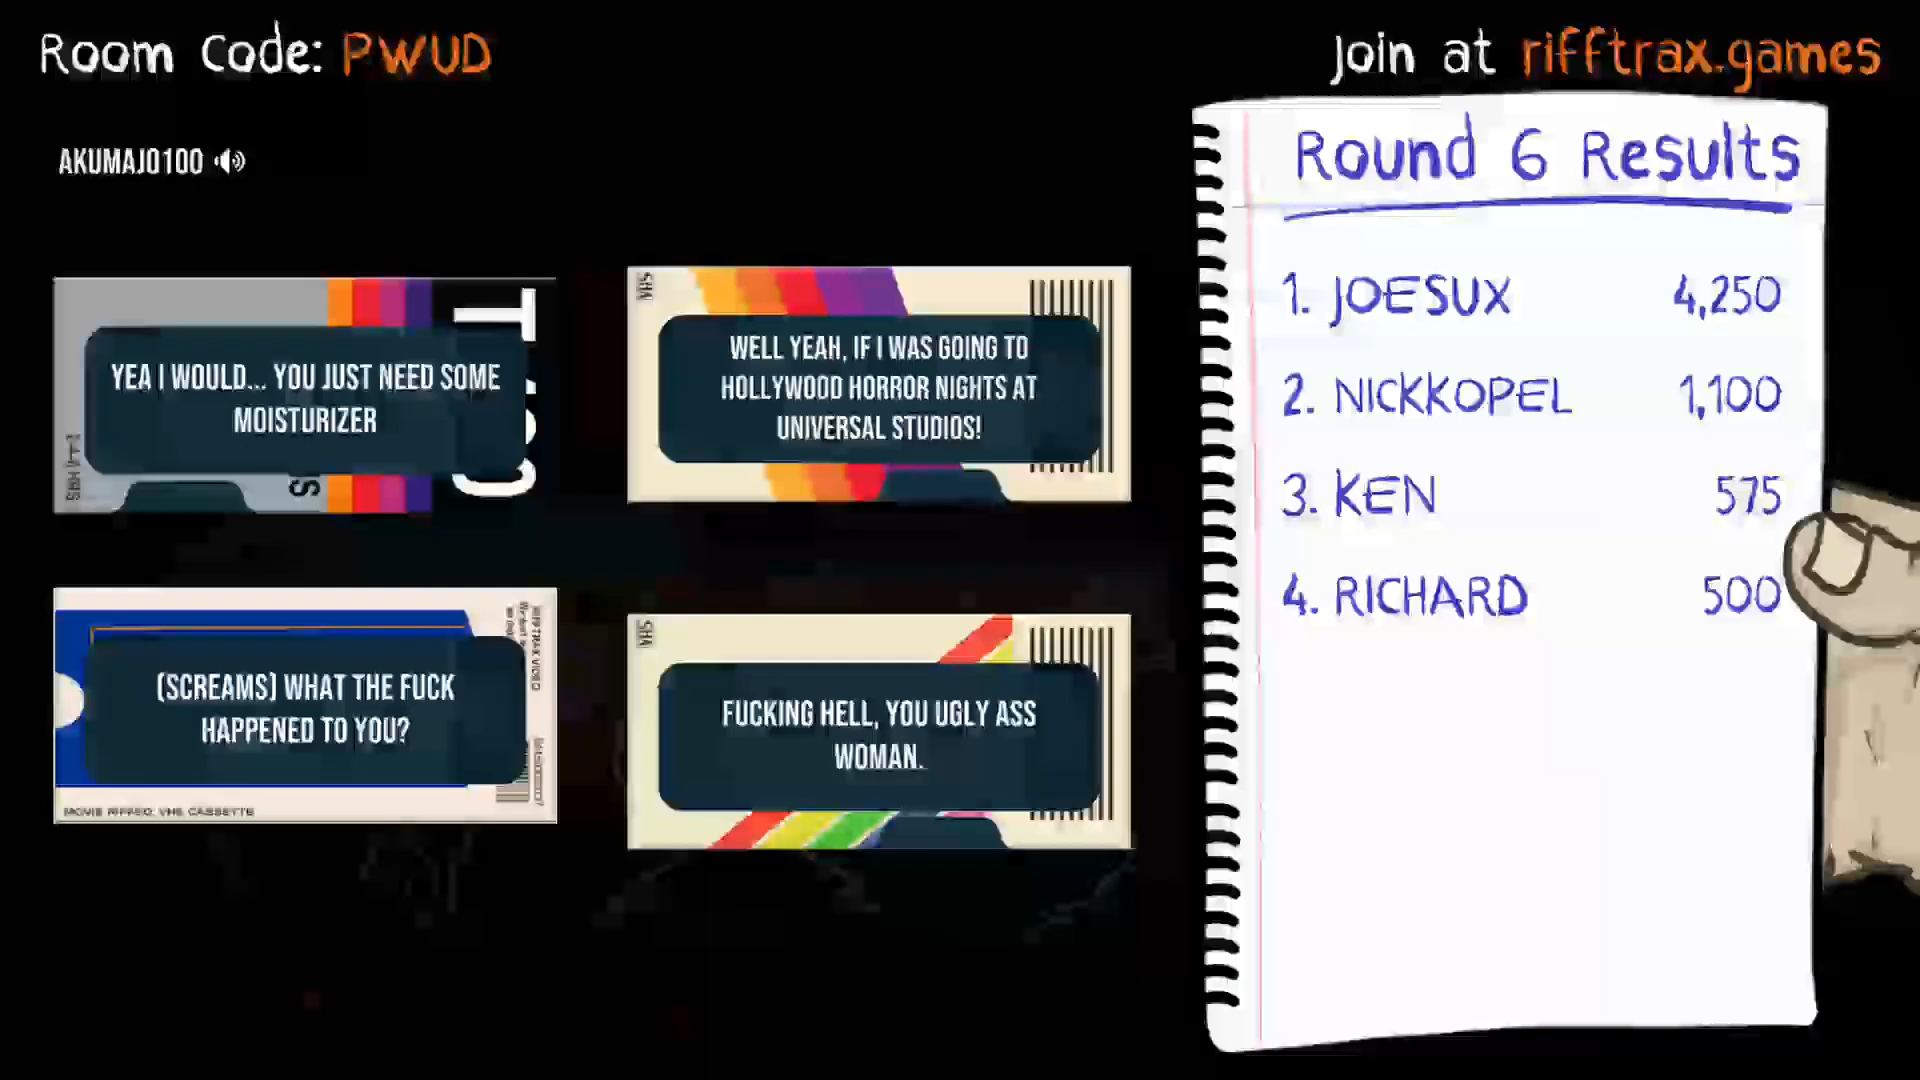 Room Code: PWUD
Join at rifftrax.games
AKUMAJO100
YEA I WOULD... YOU JUST NEED SOME
MOISTURIZER
WELL YEAH, IF I WAS GOING TO
HOLLYWOOD HORROR NIGHTS AT
UNIVERSAL STUDIOS!
(SCREAMS) WHAT THE FUCK
HAPPENED TO YOU?
MOVIE RIFFED. VHS CASSETTE
FUCKING HELL, YOU UGLY ASS
WOMAN.
Round 6 Results
1. JOESUX 4,250
2. NICKKOPEL 1,100
3. KEN 575
4. RICHARD 500